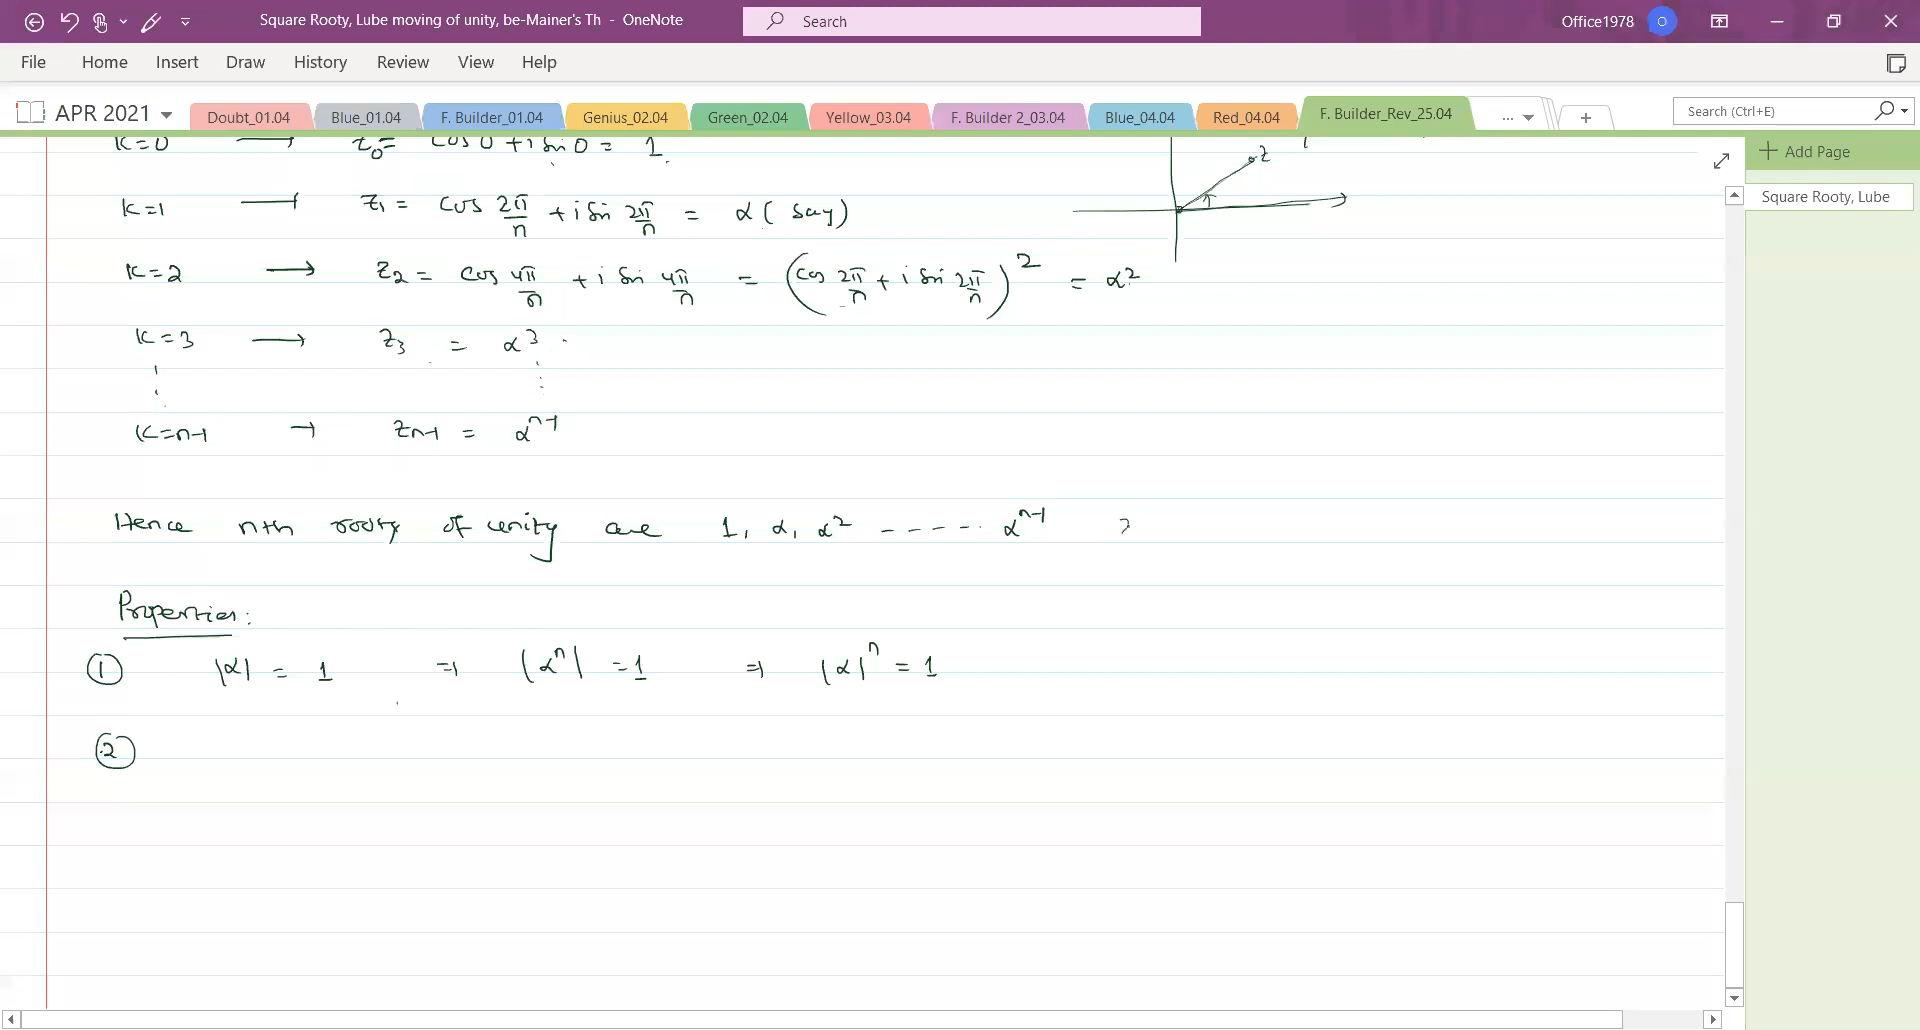 Square Rooty, Lube moving of unity, be-Mainer's Th - OneNote
Search
Office1978
O
File Home Insert Draw History Review View Help
APR 2021
Doubt_01.04 Blue_01.04 F. Builder_01.04 Genius_02.04 Green_02.04 Yellow_03.04 F. Builder 2_03.04 Blue_04.04 Red_04.04 F. Builder_Rev_25.04 ... +
Search (Ctrl+E)
Add Page
Square Rooty, Lube
K=0 → z₀ = cos 0 + i sin 0 = 1
z
K=1 → z₁ = cos 2π/n + i sin 2π/n = α ( say)
K=2 → z₂ = cos 4π/n + i sin 4π/n = (cos 2π/n + i sin 2π/n)² = α²
K=3 → z₃ = α³
⋮ ⋮
K=n-1 → zₙ₋₁ = αⁿ⁻¹
Hence nth roots of unity are 1, α, α² ------ αⁿ⁻¹
Properties:
① |α| = 1 ⇒ |αⁿ| = 1 ⇒ |α|ⁿ = 1
②